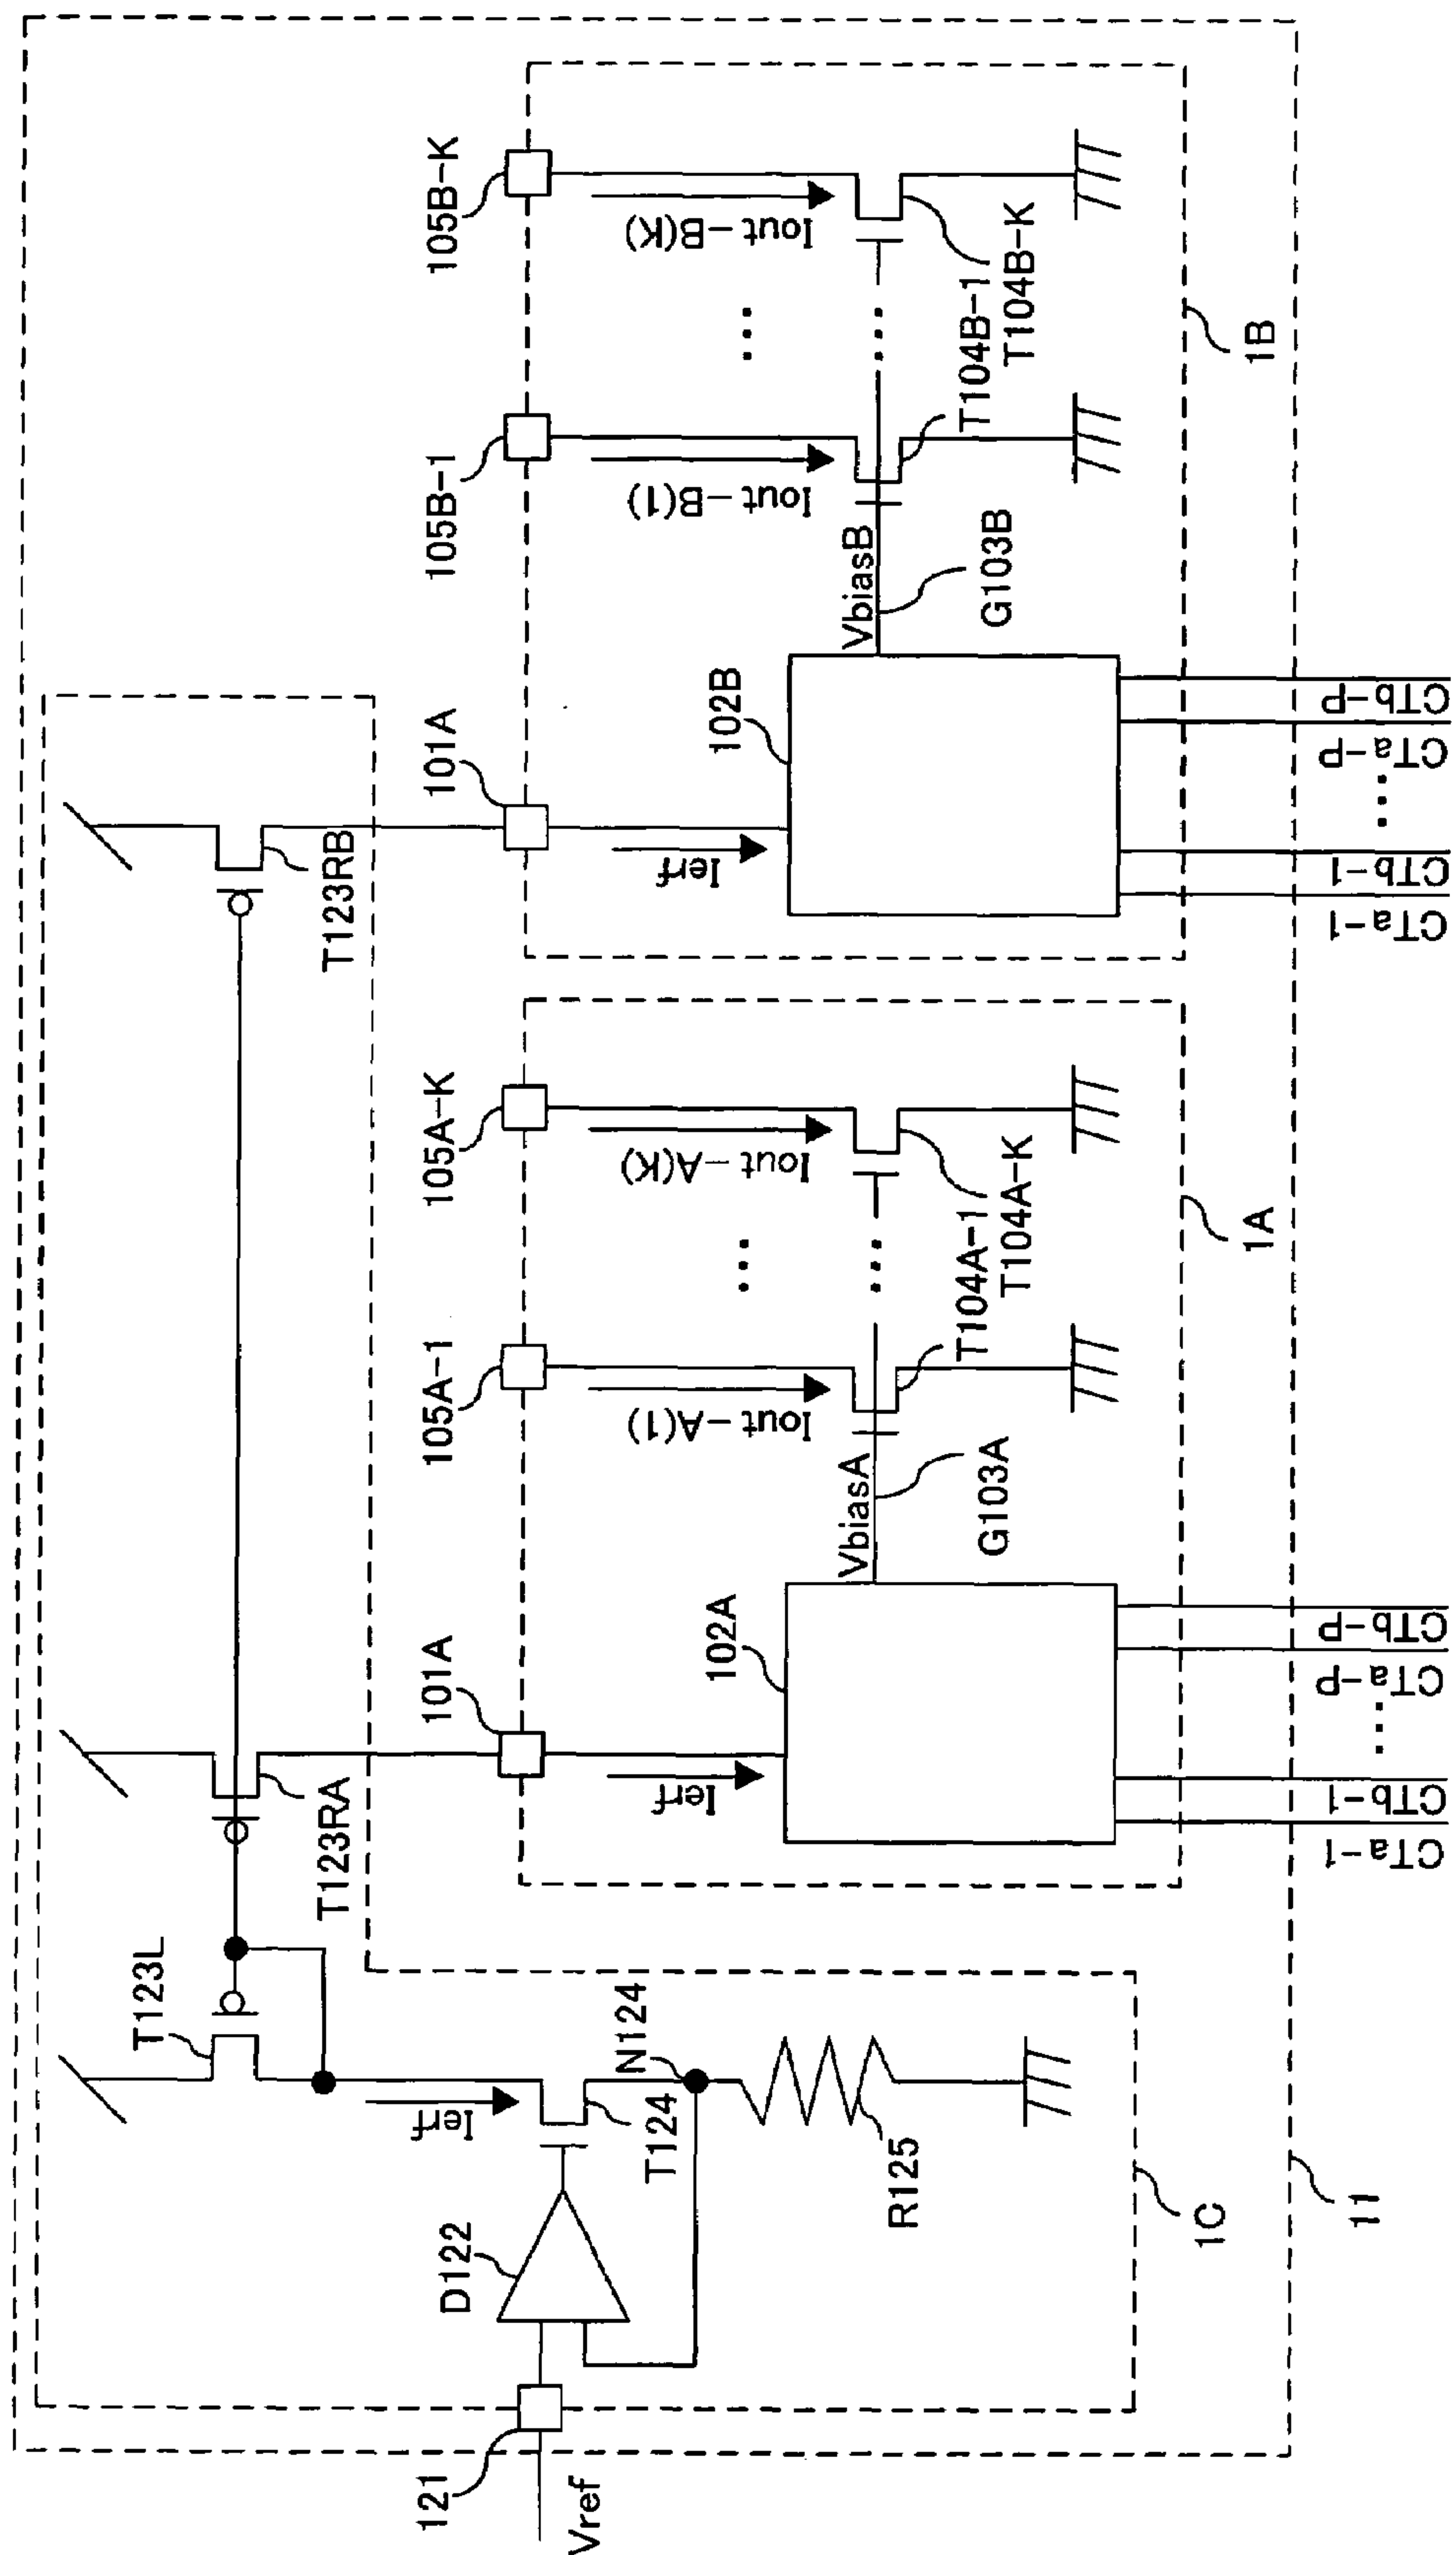 121
Vref
D122
T123L
Ierf
T124
N124
R125
1C
11
T123RA
101A
Ierf
102A
VbiasA
G103A
105A-1
Iout-A(1)
T104A-1
...
...
105A-K
Iout-A(K)
T104A-K
1A
CTa-1
CTb-1
...
CTa-P
CTb-P
T123RB
101A
Ierf
102B
VbiasB
G103B
105B-1
Iout-B(1)
T104B-1
...
...
105B-K
Iout-B(K)
T104B-K
1B
CTa-1
CTb-1
...
CTa-P
CTb-P